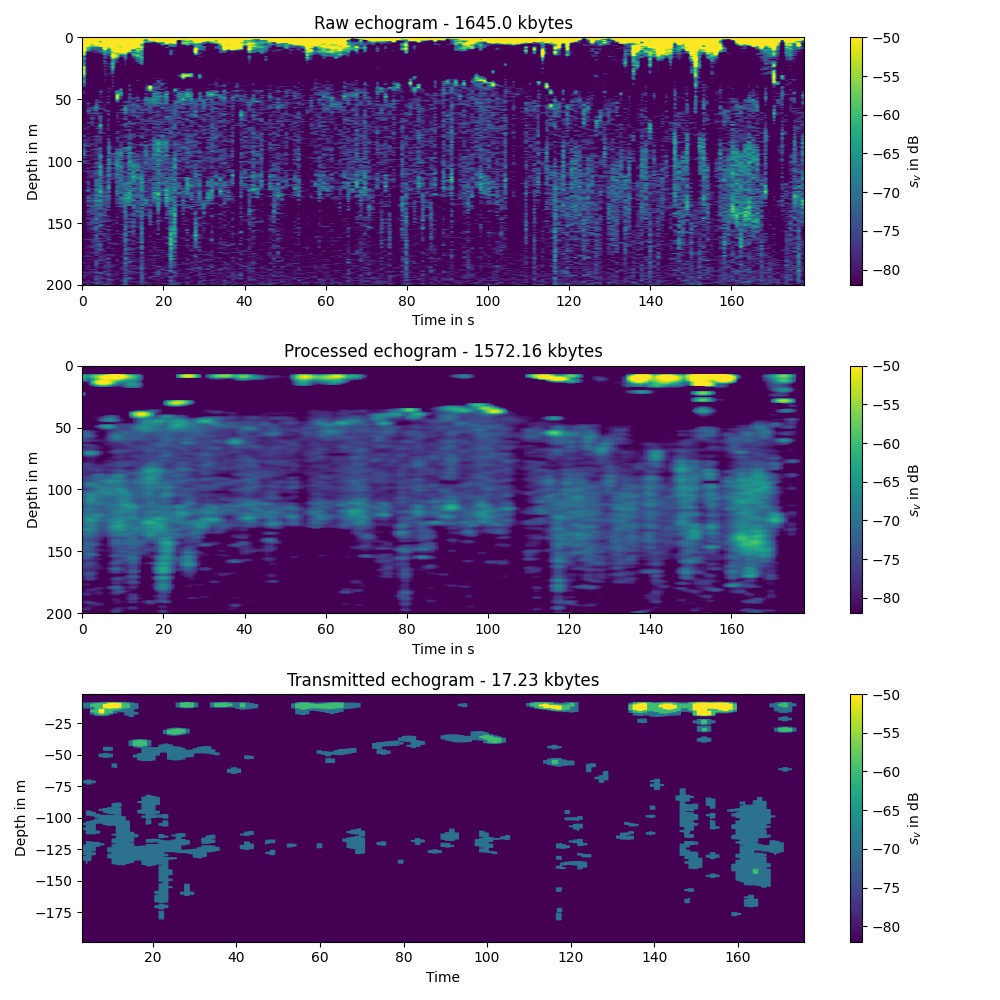 Raw echogram - 1645.0 kbytes
Depth in m
0
50
100
150
200
0 20 40 60 80 100 120 140 160
Time in s
−50
−55
−60
−65
−70
−75
−80
sv in dB
Processed echogram - 1572.16 kbytes
Depth in m
0
50
100
150
200
0 20 40 60 80 100 120 140 160
Time in s
−50
−55
−60
−65
−70
−75
−80
sv in dB
Transmitted echogram - 17.23 kbytes
Depth in m
−25
−50
−75
−100
−125
−150
−175
20 40 60 80 100 120 140 160
Time
−50
−55
−60
−65
−70
−75
−80
sv in dB